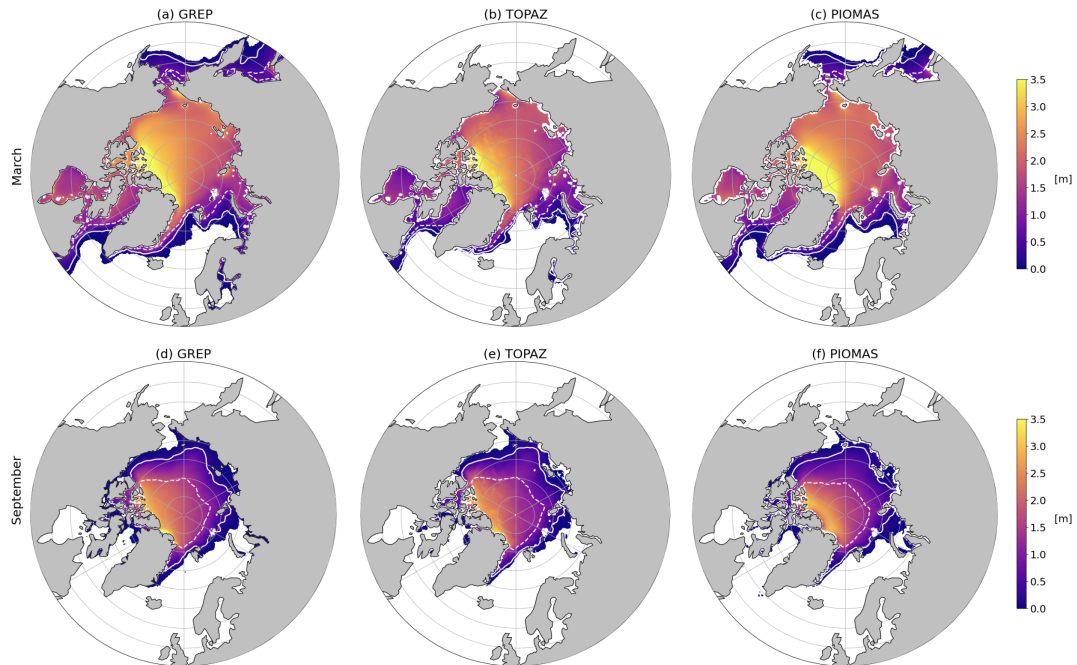 (a) GREP
(b) TOPAZ
(c) PIOMAS
March
3.5
3.0
2.5
2.0
1.5
1.0
0.5
0.0
[m]
(d) GREP
(e) TOPAZ
(f) PIOMAS
September
3.5
3.0
2.5
2.0
1.5
1.0
0.5
0.0
[m]